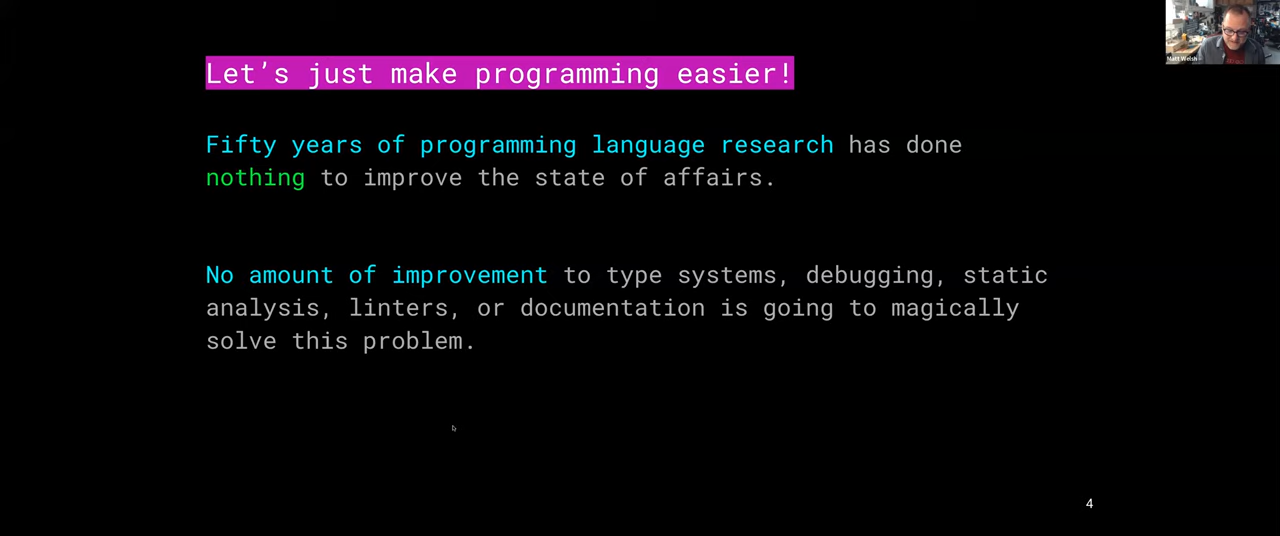 Let's just make programming easier!
Matt Welsh
Fifty years of programming language research has done
nothing to improve the state of affairs.
No amount of improvement to type systems, debugging, static
analysis, linters, or documentation is going to magically
solve this problem.
4